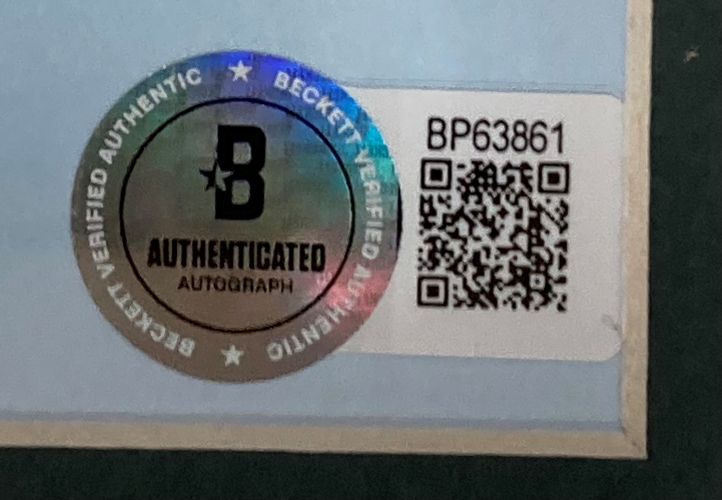 BECKETT VERIFIED AUTHENTIC ★ BECKETT VERIFIED AUTHENTIC ★
B
AUTHENTICATED
AUTOGRAPH
BP63861